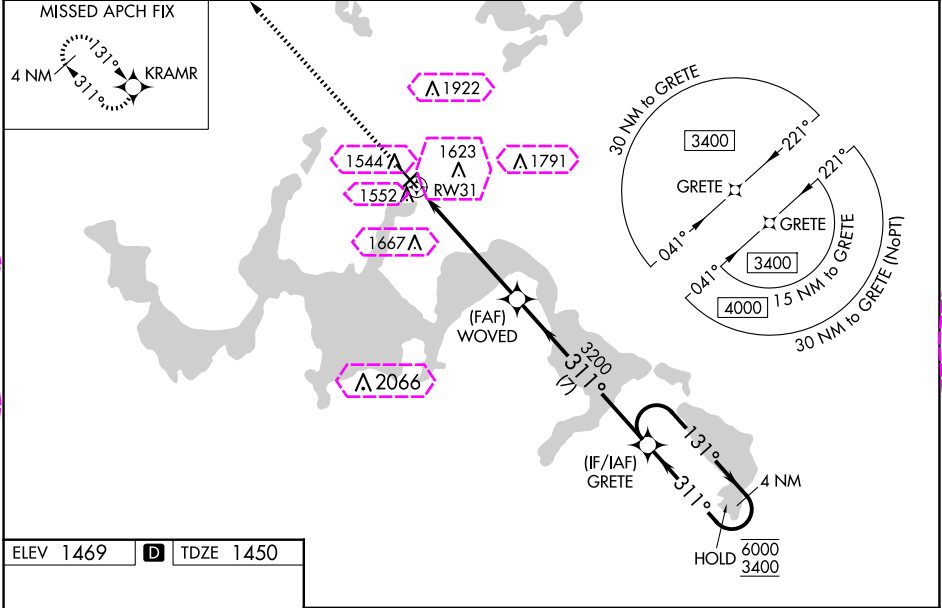 MISSED APCH FIX
131°
4 NM
KRAMR
311°
1922
1544
1623
1791
RW31
1552
1667
30 NM to GRETE
3400
221°
GRETE
041°
221°
GRETE
041°
3400
15 NM to GRETE
4000
30 NM to GRETE (NoPT)
(FAF)
WOVED
2066
3200
311°
(7)
(IF/IAF)
GRETE
131°
4 NM
311°
HOLD
6000
3400
ELEV 1469
D
TDZE 1450